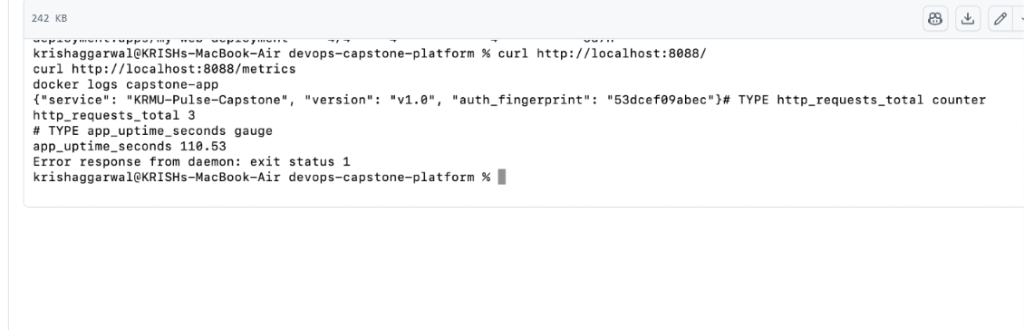 242 KB
krishaggarwal@KRISHs-MacBook-Air devops-capstone-platform % curl http://localhost:8088/
curl http://localhost:8088/metrics
docker logs capstone-app
{"service": "KRMU-Pulse-Capstone", "version": "v1.0", "auth_fingerprint": "53dcef09abec"}# TYPE http_requests_total counter
http_requests_total 3
# TYPE app_uptime_seconds gauge
app_uptime_seconds 110.53
Error response from daemon: exit status 1
krishaggarwal@KRISHs-MacBook-Air devops-capstone-platform %